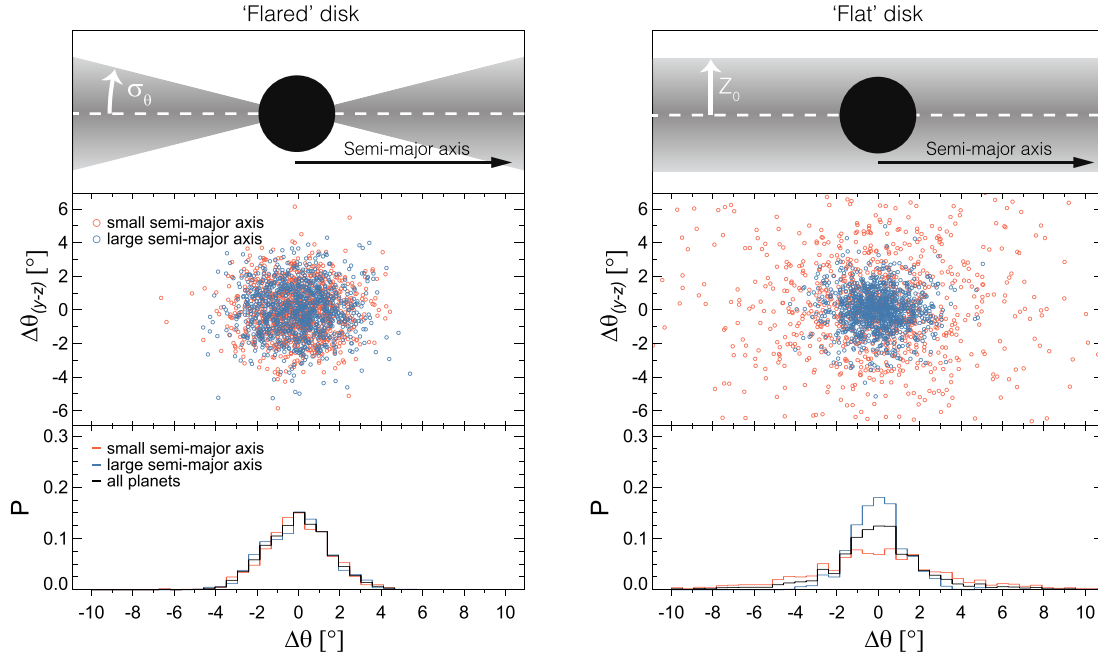 'Flared' disk
σθ
Semi-major axis
6
4
2
0
-2
-4
-6
Δθ(y-z) [°]
small semi-major axis
large semi-major axis
0.3
0.2
0.1
0.0
P
small semi-major axis
large semi-major axis
all planets
-10 -8 -6 -4 -2 0 2 4 6 8 10
Δθ [°]
'Flat' disk
Z0
Semi-major axis
6
4
2
0
-2
-4
-6
Δθ(y-z) [°]
0.3
0.2
0.1
0.0
P
-10 -8 -6 -4 -2 0 2 4 6 8 10
Δθ [°]